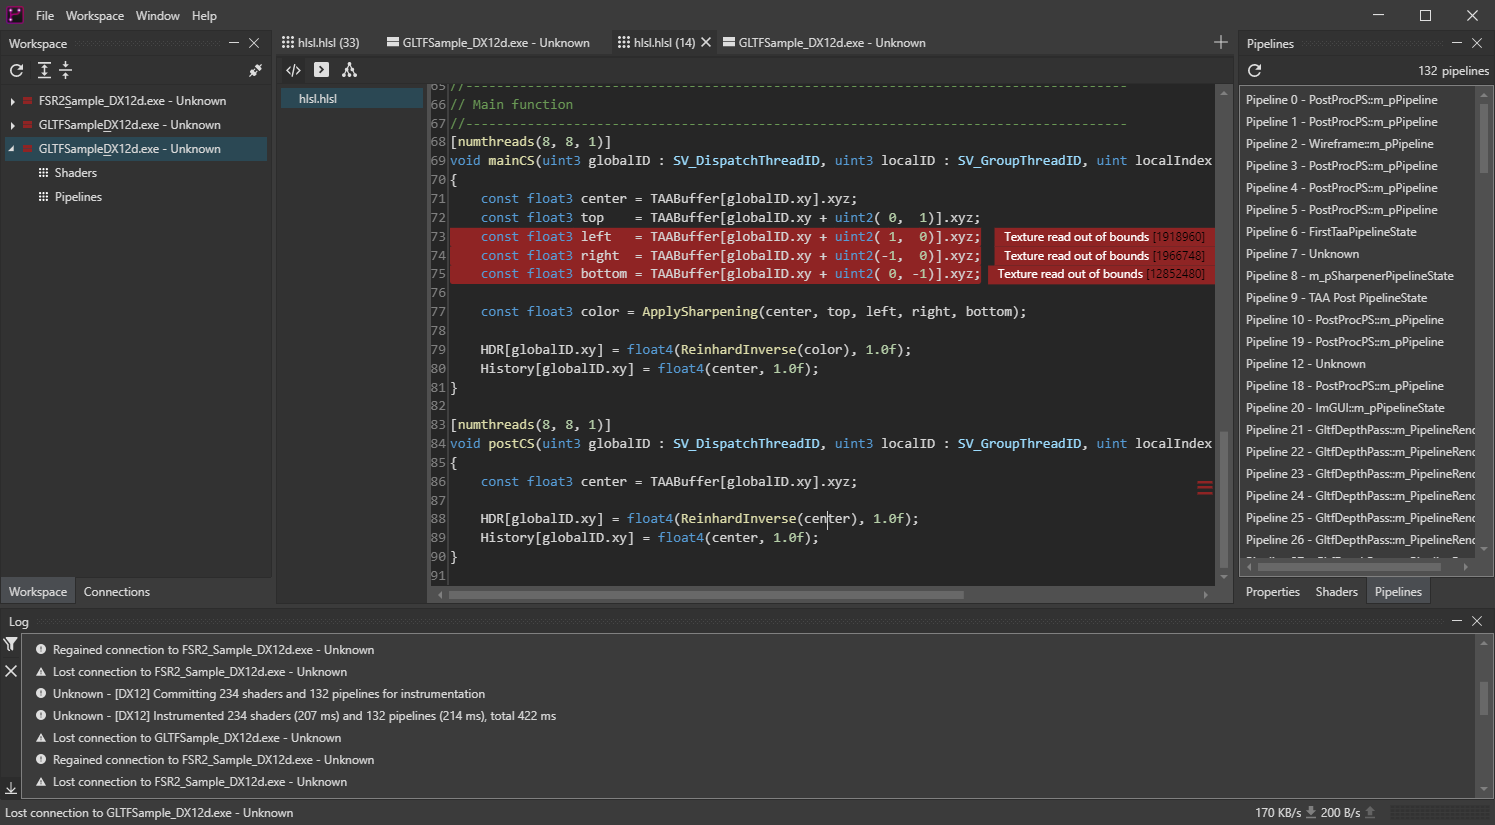 File Workspace Window Help
Workspace
hlsl.hlsl (33) GLTFSample_DX12d.exe - Unknown hlsl.hlsl (14) GLTFSample_DX12d.exe - Unknown
Pipelines
132 pipelines
FSR2Sample_DX12d.exe - Unknown
GLTFSampleDX12d.exe - Unknown
GLTFSampleDX12d.exe - Unknown
Shaders
Pipelines
Workspace Connections
hlsl.hlsl
65 //--------------------------------------------------------------------------------------
66 // Main function
67 //--------------------------------------------------------------------------------------
68 [numthreads(8, 8, 1)]
69 void mainCS(uint3 globalID : SV_DispatchThreadID, uint3 localID : SV_GroupThreadID, uint localIndex
70 {
71 const float3 center = TAABuffer[globalID.xy].xyz;
72 const float3 top    = TAABuffer[globalID.xy + uint2( 0,  1)].xyz;
73 const float3 left   = TAABuffer[globalID.xy + uint2( 1,  0)].xyz; Texture read out of bounds [1918960]
74 const float3 right  = TAABuffer[globalID.xy + uint2(-1,  0)].xyz; Texture read out of bounds [1966748]
75 const float3 bottom = TAABuffer[globalID.xy + uint2( 0, -1)].xyz; Texture read out of bounds [12852480]
76
77 const float3 color = ApplySharpening(center, top, left, right, bottom);
78
79 HDR[globalID.xy] = float4(ReinhardInverse(color), 1.0f);
80 History[globalID.xy] = float4(center, 1.0f);
81 }
82
83 [numthreads(8, 8, 1)]
84 void postCS(uint3 globalID : SV_DispatchThreadID, uint3 localID : SV_GroupThreadID, uint localIndex
85 {
86 const float3 center = TAABuffer[globalID.xy].xyz;
87
88 HDR[globalID.xy] = float4(ReinhardInverse(center), 1.0f);
89 History[globalID.xy] = float4(center, 1.0f);
90 }
91
Pipeline 0 - PostProcPS::m_pPipeline
Pipeline 1 - PostProcPS::m_pPipeline
Pipeline 2 - Wireframe::m_pPipeline
Pipeline 3 - PostProcPS::m_pPipeline
Pipeline 4 - PostProcPS::m_pPipeline
Pipeline 5 - PostProcPS::m_pPipeline
Pipeline 6 - FirstTaaPipelineState
Pipeline 7 - Unknown
Pipeline 8 - m_pSharpenerPipelineState
Pipeline 9 - TAA Post PipelineState
Pipeline 10 - PostProcPS::m_pPipeline
Pipeline 19 - PostProcPS::m_pPipeline
Pipeline 12 - Unknown
Pipeline 18 - PostProcPS::m_pPipeline
Pipeline 20 - ImGUI::m_pPipelineState
Pipeline 21 - GltfDepthPass::m_PipelineRend
Pipeline 22 - GltfDepthPass::m_PipelineRend
Pipeline 23 - GltfDepthPass::m_PipelineRend
Pipeline 24 - GltfDepthPass::m_PipelineRend
Pipeline 25 - GltfDepthPass::m_PipelineRend
Pipeline 26 - GltfDepthPass::m_PipelineRend
Properties Shaders Pipelines
Log
Regained connection to FSR2_Sample_DX12d.exe - Unknown
Lost connection to FSR2_Sample_DX12d.exe - Unknown
Unknown - [DX12] Committing 234 shaders and 132 pipelines for instrumentation
Unknown - [DX12] Instrumented 234 shaders (207 ms) and 132 pipelines (214 ms), total 422 ms
Lost connection to GLTFSample_DX12d.exe - Unknown
Regained connection to FSR2_Sample_DX12d.exe - Unknown
Lost connection to FSR2_Sample_DX12d.exe - Unknown
Lost connection to GLTFSample_DX12d.exe - Unknown
170 KB/s 200 B/s